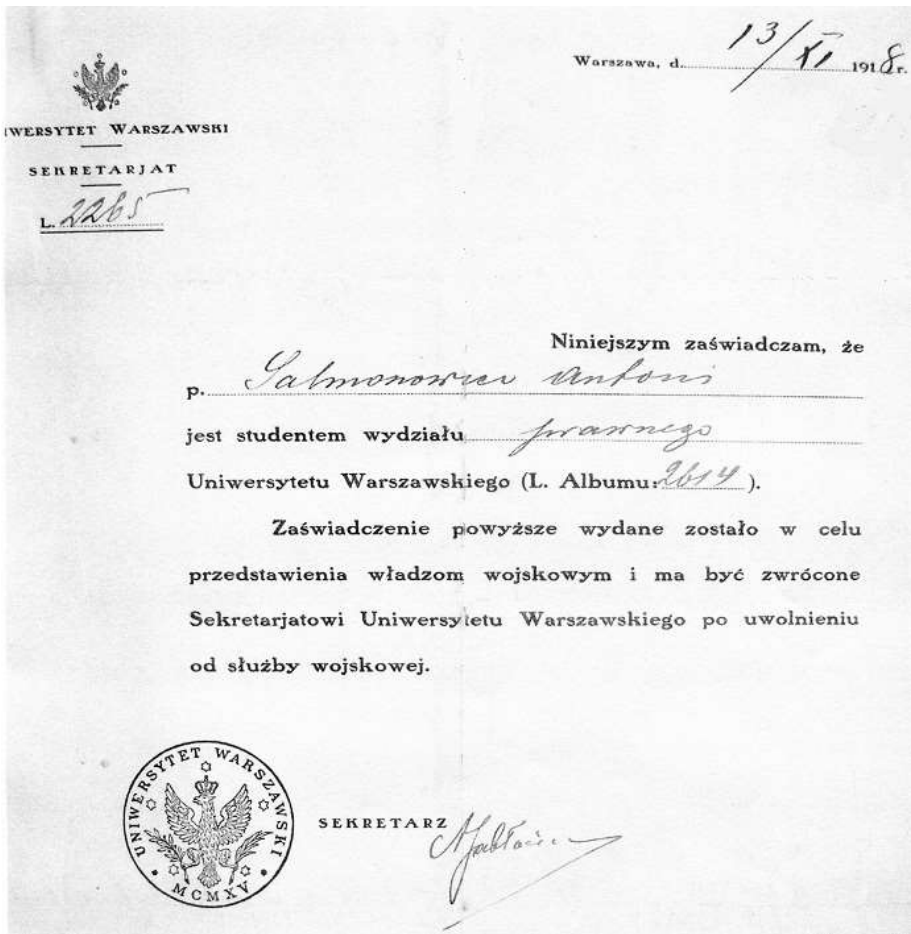 Warszawa, d. 13/XI 1918 r.
IWERSYTET WARSZAWSKI
SEKRETARJAT
L. 2265
Niniejszym zaświadczam, że
p. Salmonowicz Antoni
jest studentem wydziału prawnego
Uniwersytetu Warszawskiego (L. Albumu: 2614).
Zaświadczenie powyższe wydane zostało w celu
przedstawienia władzom wojskowym i ma być zwrócone
Sekretarjatowi Uniwersytetu Warszawskiego po uwolnieniu
od służby wojskowej.
UNIWERSYTET WARSZAWSKI
MCMXV
SEKRETARZ